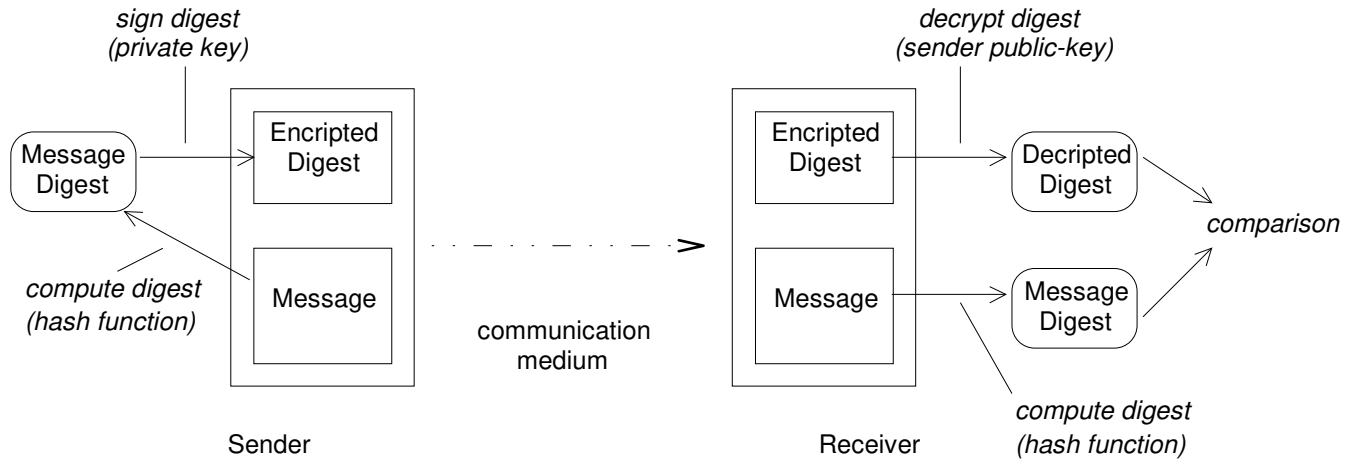 sign digest
(private key)
Message
Digest
Encripted
Digest
compute digest
(hash function)
Message
Sender
communication
medium
decrypt digest
(sender public-key)
Encripted
Digest
Decripted
Digest
comparison
Message
Message
Digest
compute digest
(hash function)
Receiver